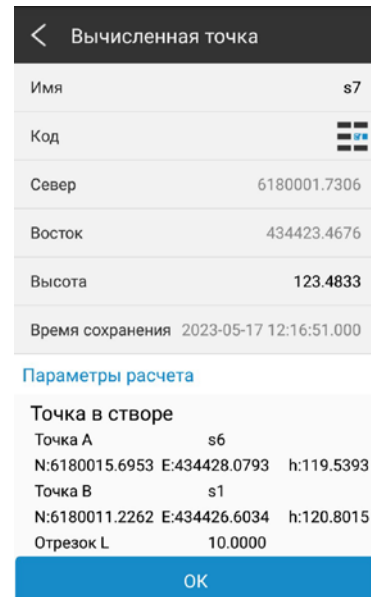 Вычисленная точка
Имя s7
Код
Север 6180001.7306
Восток 434423.4676
Высота 123.4833
Время сохранения 2023-05-17 12:16:51.000
Параметры расчета
Точка в створе
Точка А s6
N:6180015.6953 E:434428.0793 h:119.5393
Точка В s1
N:6180011.2262 E:434426.6034 h:120.8015
Отрезок L 10.0000
ОК